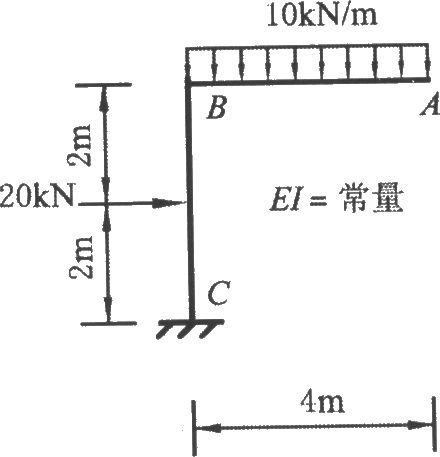 10kN/m
B
A
2m
20kN
EI = 常量
2m
C
4m